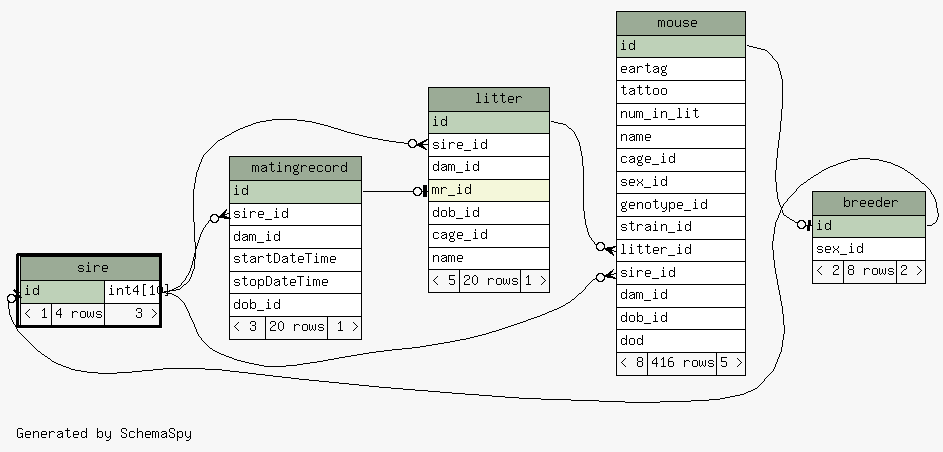 mouse
id
eartag
tattoo
num_in_lit
name
cage_id
sex_id
genotype_id
strain_id
litter_id
sire_id
dam_id
dob_id
dod
< 8 416 rows 5 >
litter
id
sire_id
dam_id
mr_id
dob_id
cage_id
name
< 5 20 rows 1 >
matingrecord
id
sire_id
dam_id
startDateTime
stopDateTime
dob_id
< 3 20 rows 1 >
breeder
id
sex_id
< 2 8 rows 2 >
sire
id int4[10]
< 1 4 rows 3 >
Generated by SchemaSpy